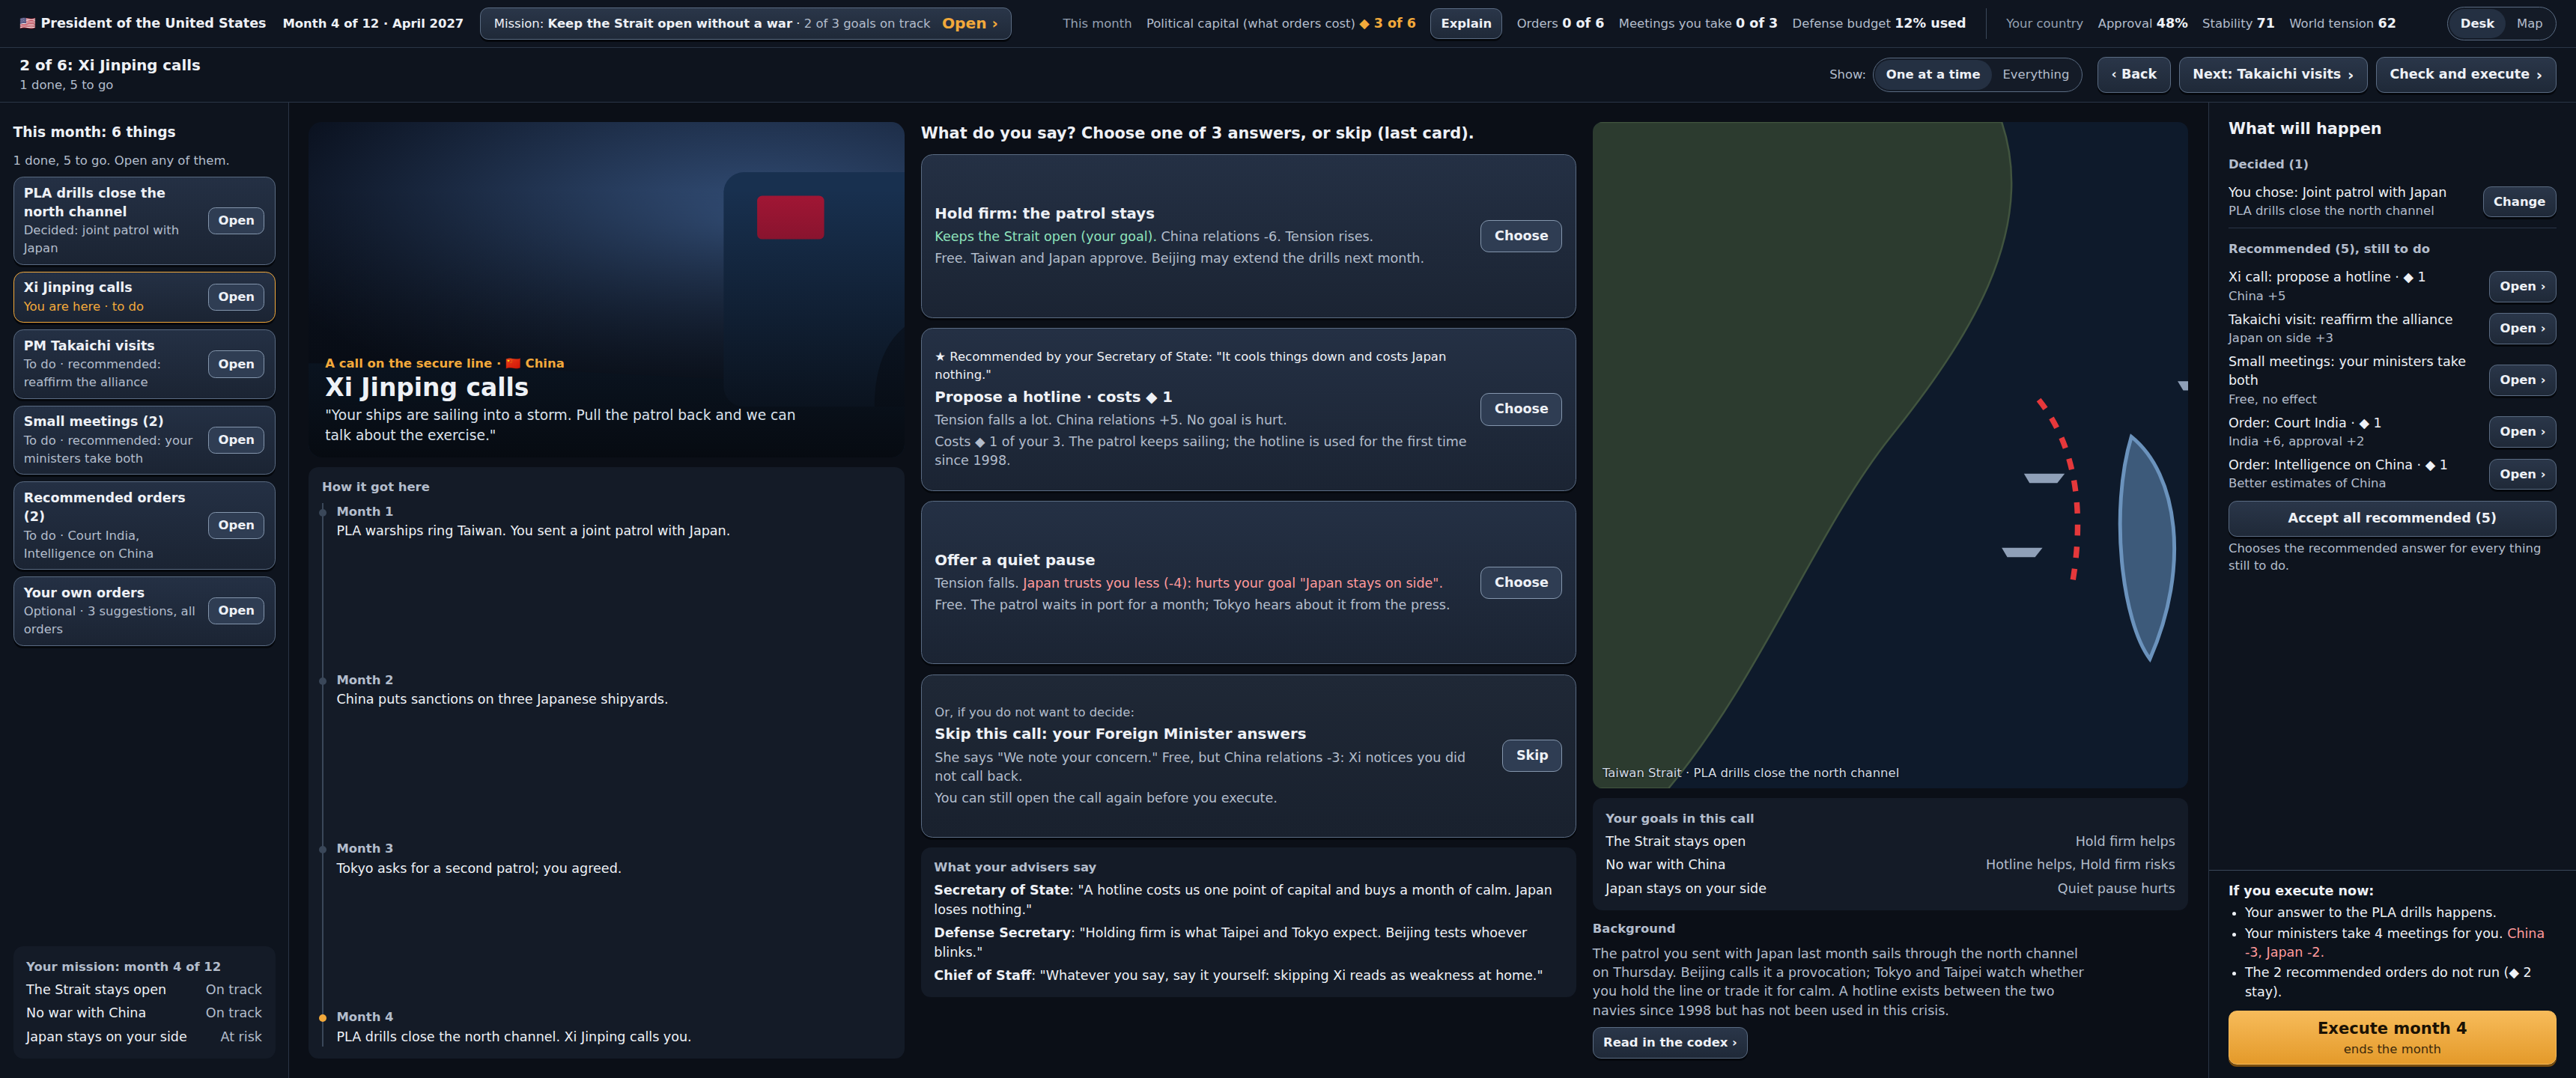 🇺🇸 President of the United States Month 4 of 12 · April 2027 Mission: Keep the Strait open without a war · 2 of 3 goals on track Open › This month Political capital (what orders cost) ◆ 3 of 6 Explain Orders 0 of 6 Meetings you take 0 of 3 Defense budget 12% used Your country Approval 48% Stability 71 World tension 62 Desk Map
2 of 6: Xi Jinping calls
1 done, 5 to go
Show: One at a time Everything ‹ Back Next: Takaichi visits › Check and execute ›
This month: 6 things
1 done, 5 to go. Open any of them.
PLA drills close the
north channel
Decided: joint patrol with
Japan
Open
Xi Jinping calls
You are here · to do
Open
PM Takaichi visits
To do · recommended:
reaffirm the alliance
Open
Small meetings (2)
To do · recommended: your
ministers take both
Open
Recommended orders
(2)
To do · Court India,
Intelligence on China
Open
Your own orders
Optional · 3 suggestions, all
orders
Open
Your mission: month 4 of 12
The Strait stays open On track
No war with China On track
Japan stays on your side At risk
A call on the secure line · 🇨🇳 China
Xi Jinping calls
"Your ships are sailing into a storm. Pull the patrol back and we can
talk about the exercise."
How it got here
Month 1
PLA warships ring Taiwan. You sent a joint patrol with Japan.
Month 2
China puts sanctions on three Japanese shipyards.
Month 3
Tokyo asks for a second patrol; you agreed.
Month 4
PLA drills close the north channel. Xi Jinping calls you.
What do you say? Choose one of 3 answers, or skip (last card).
Hold firm: the patrol stays
Keeps the Strait open (your goal). China relations -6. Tension rises.
Free. Taiwan and Japan approve. Beijing may extend the drills next month.
Choose
★ Recommended by your Secretary of State: "It cools things down and costs Japan
nothing."
Propose a hotline · costs ◆ 1
Tension falls a lot. China relations +5. No goal is hurt.
Costs ◆ 1 of your 3. The patrol keeps sailing; the hotline is used for the first time
since 1998.
Choose
Offer a quiet pause
Tension falls. Japan trusts you less (-4): hurts your goal "Japan stays on side".
Free. The patrol waits in port for a month; Tokyo hears about it from the press.
Choose
Or, if you do not want to decide:
Skip this call: your Foreign Minister answers
She says "We note your concern." Free, but China relations -3: Xi notices you did
not call back.
You can still open the call again before you execute.
Skip
What your advisers say
Secretary of State: "A hotline costs us one point of capital and buys a month of calm. Japan
loses nothing."
Defense Secretary: "Holding firm is what Taipei and Tokyo expect. Beijing tests whoever
blinks."
Chief of Staff: "Whatever you say, say it yourself: skipping Xi reads as weakness at home."
Taiwan Strait · PLA drills close the north channel
Your goals in this call
The Strait stays open Hold firm helps
No war with China Hotline helps, Hold firm risks
Japan stays on your side Quiet pause hurts
Background
The patrol you sent with Japan last month sails through the north channel
on Thursday. Beijing calls it a provocation; Tokyo and Taipei watch whether
you hold the line or trade it for calm. A hotline exists between the two
navies since 1998 but has not been used in this crisis.
Read in the codex ›
What will happen
Decided (1)
You chose: Joint patrol with Japan
PLA drills close the north channel
Change
Recommended (5), still to do
Xi call: propose a hotline · ◆ 1
China +5
Open ›
Takaichi visit: reaffirm the alliance
Japan on side +3
Open ›
Small meetings: your ministers take
both
Free, no effect
Open ›
Order: Court India · ◆ 1
India +6, approval +2
Open ›
Order: Intelligence on China · ◆ 1
Better estimates of China
Open ›
Accept all recommended (5)
Chooses the recommended answer for every thing
still to do.
If you execute now:
• Your answer to the PLA drills happens.
• Your ministers take 4 meetings for you. China
-3, Japan -2.
• The 2 recommended orders do not run (◆ 2
stay).
Execute month 4
ends the month